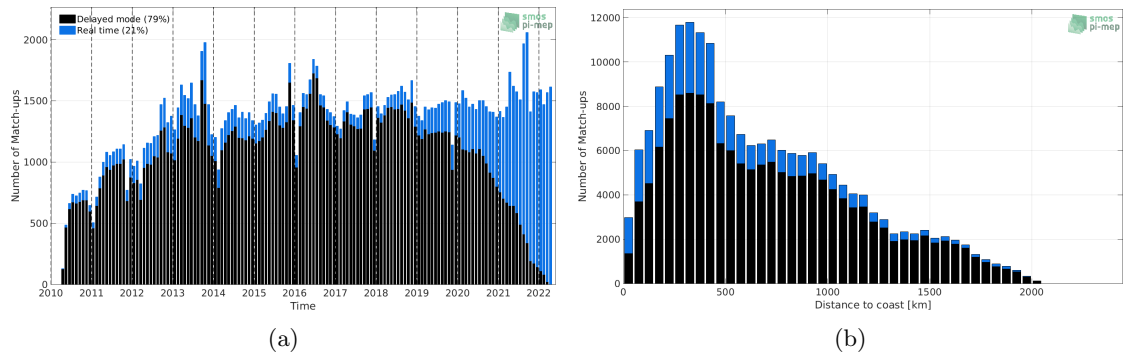 Delayed mode (79%)
Real time (21%)
smos
pi-mep
Number of Match-ups
2000
1500
1000
500
0
2010 2011 2012 2013 2014 2015 2016 2017 2018 2019 2020 2021 2022
Time
(a)
smos
pi-mep
Number of Match-ups
12000
10000
8000
6000
4000
2000
0
0 500 1000 1500 2000
Distance to coast [km]
(b)